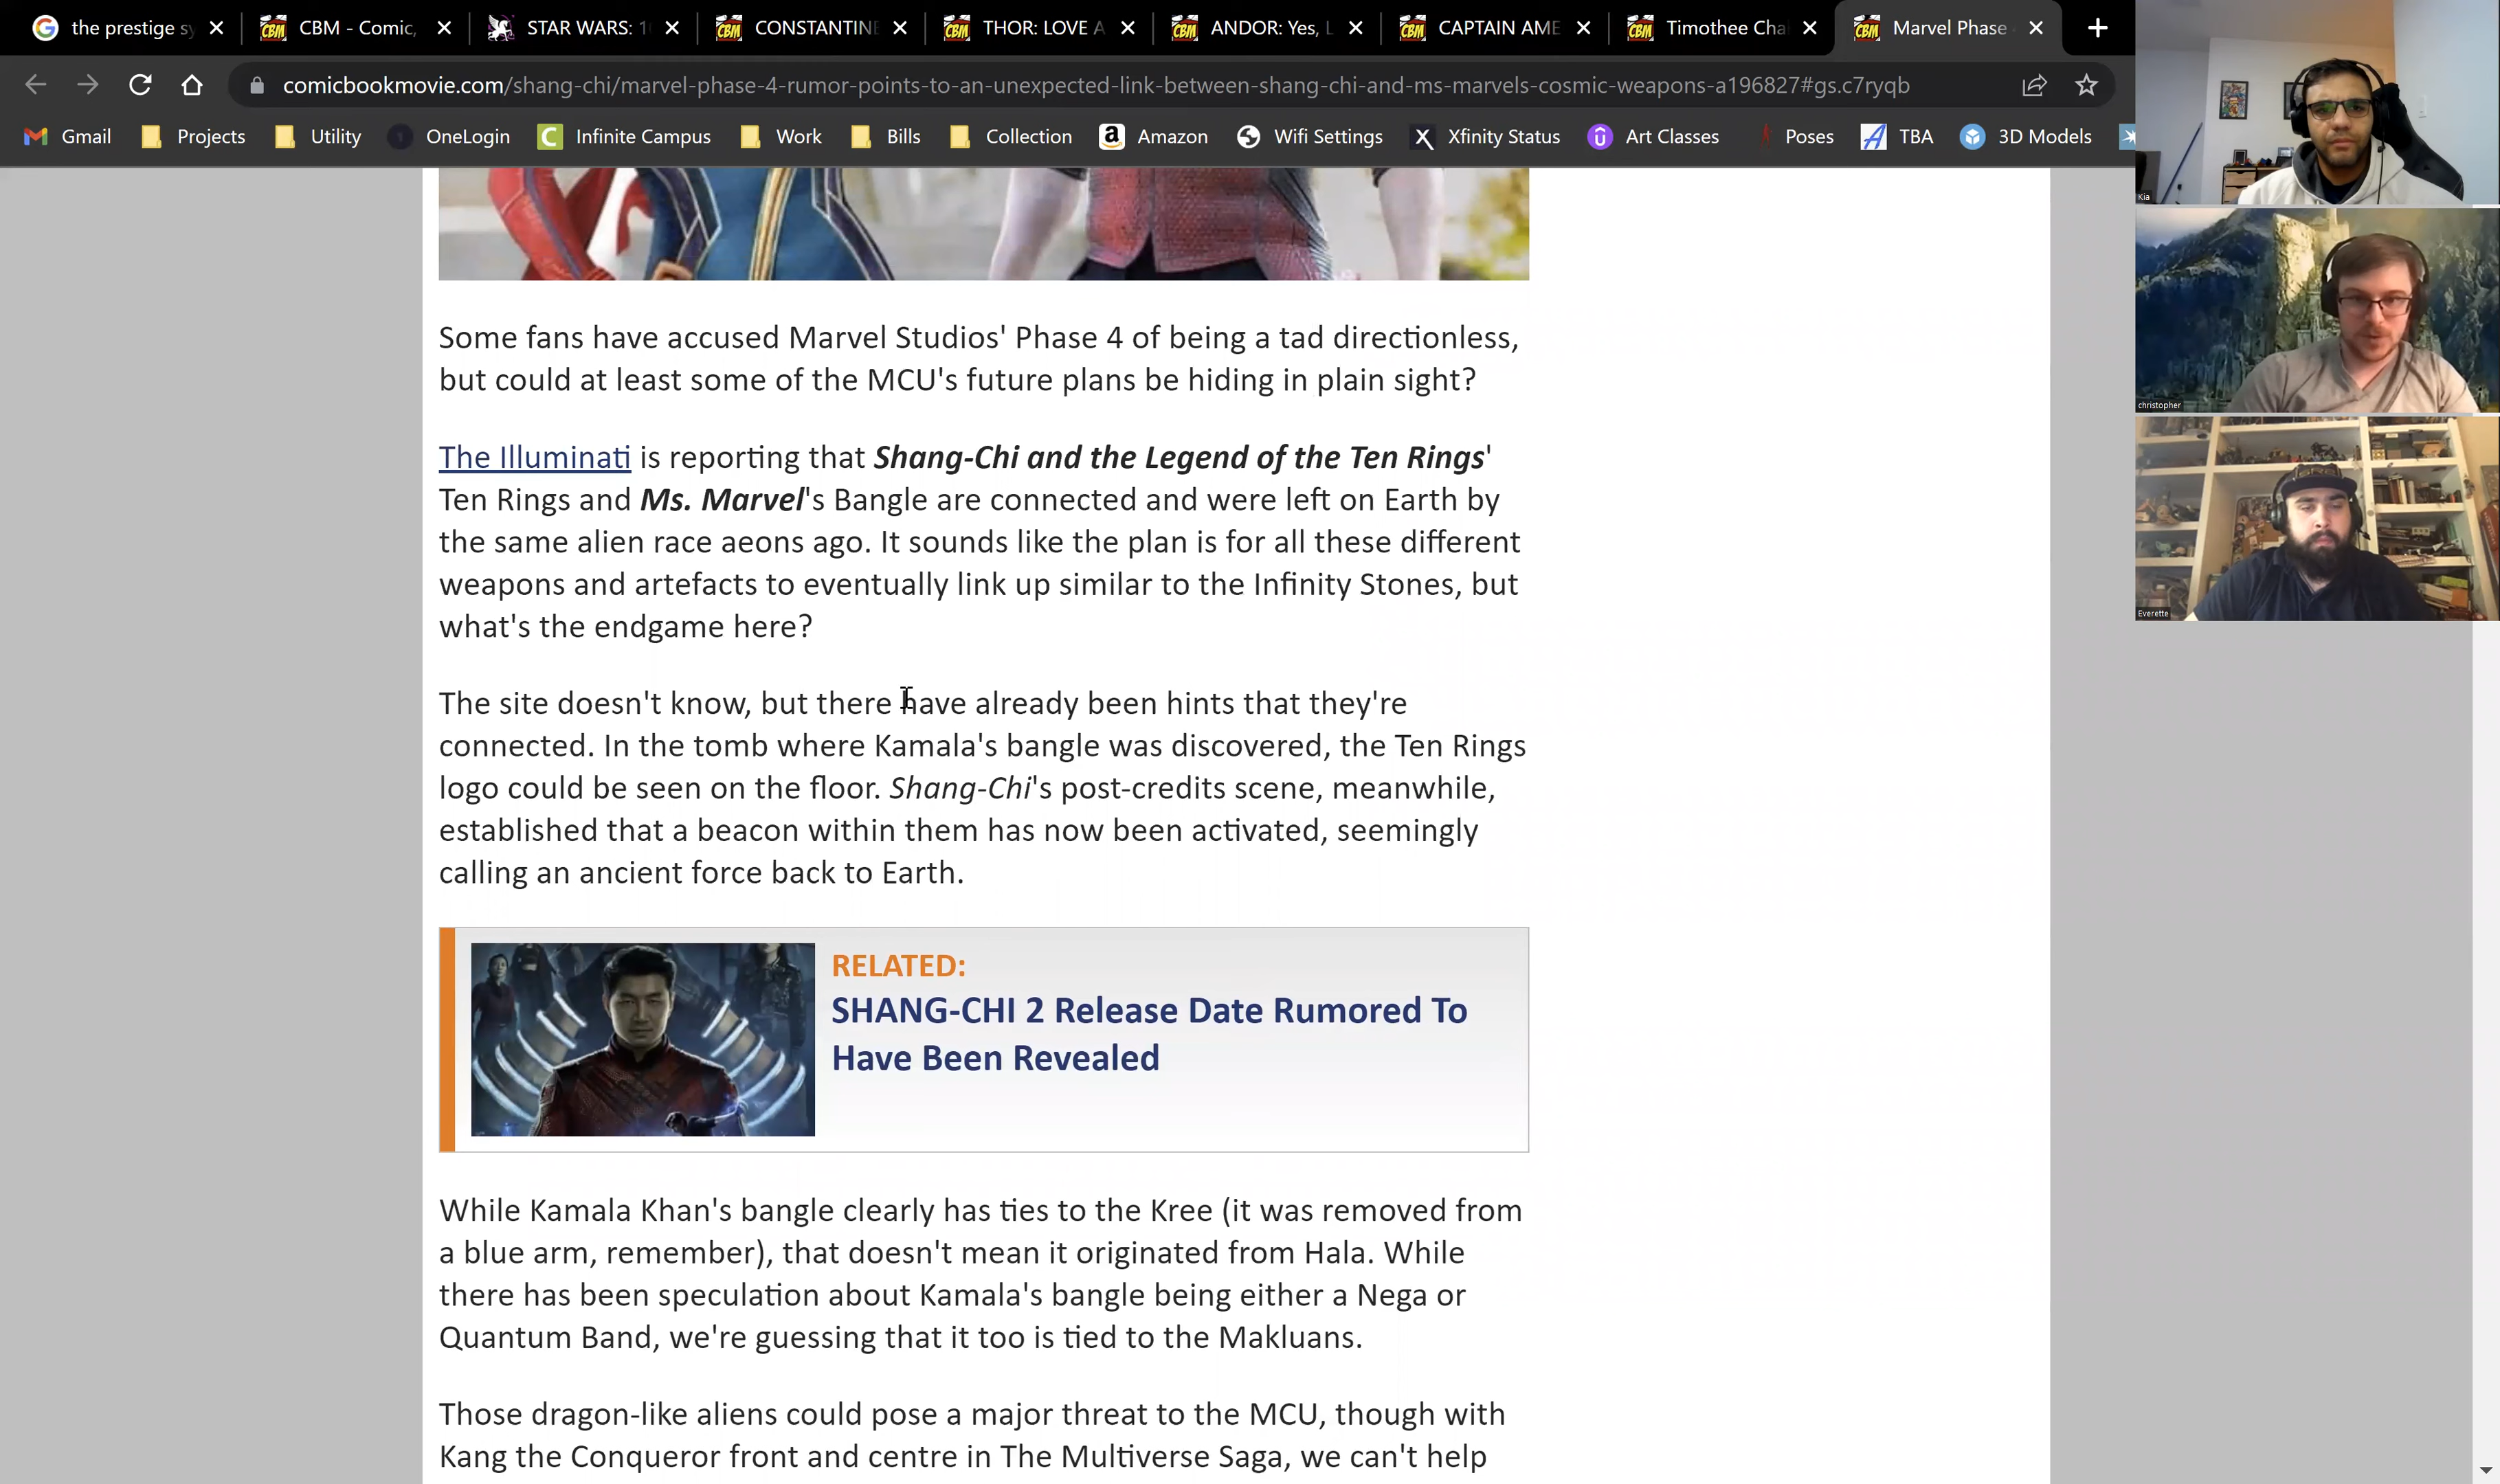 the prestige sy
CBM - Comic,
STAR WARS: 1
CONSTANTINE
THOR: LOVE A
ANDOR: Yes, L
CAPTAIN AME
Timothee Cha
Marvel Phase
comicbookmovie.com/shang-chi/marvel-phase-4-rumor-points-to-an-unexpected-link-between-shang-chi-and-ms-marvels-cosmic-weapons-a196827#gs.c7ryqb
Gmail Projects Utility OneLogin Infinite Campus Work Bills Collection Amazon Wifi Settings Xfinity Status Art Classes Poses TBA 3D Models
Kia
christopher
Everette
Some fans have accused Marvel Studios' Phase 4 of being a tad directionless,
but could at least some of the MCU's future plans be hiding in plain sight?
The Illuminati is reporting that Shang-Chi and the Legend of the Ten Rings'
Ten Rings and Ms. Marvel's Bangle are connected and were left on Earth by
the same alien race aeons ago. It sounds like the plan is for all these different
weapons and artefacts to eventually link up similar to the Infinity Stones, but
what's the endgame here?
The site doesn't know, but there have already been hints that they're
connected. In the tomb where Kamala's bangle was discovered, the Ten Rings
logo could be seen on the floor. Shang-Chi's post-credits scene, meanwhile,
established that a beacon within them has now been activated, seemingly
calling an ancient force back to Earth.
RELATED:
SHANG-CHI 2 Release Date Rumored To
Have Been Revealed
While Kamala Khan's bangle clearly has ties to the Kree (it was removed from
a blue arm, remember), that doesn't mean it originated from Hala. While
there has been speculation about Kamala's bangle being either a Nega or
Quantum Band, we're guessing that it too is tied to the Makluans.
Those dragon-like aliens could pose a major threat to the MCU, though with
Kang the Conqueror front and centre in The Multiverse Saga, we can't help